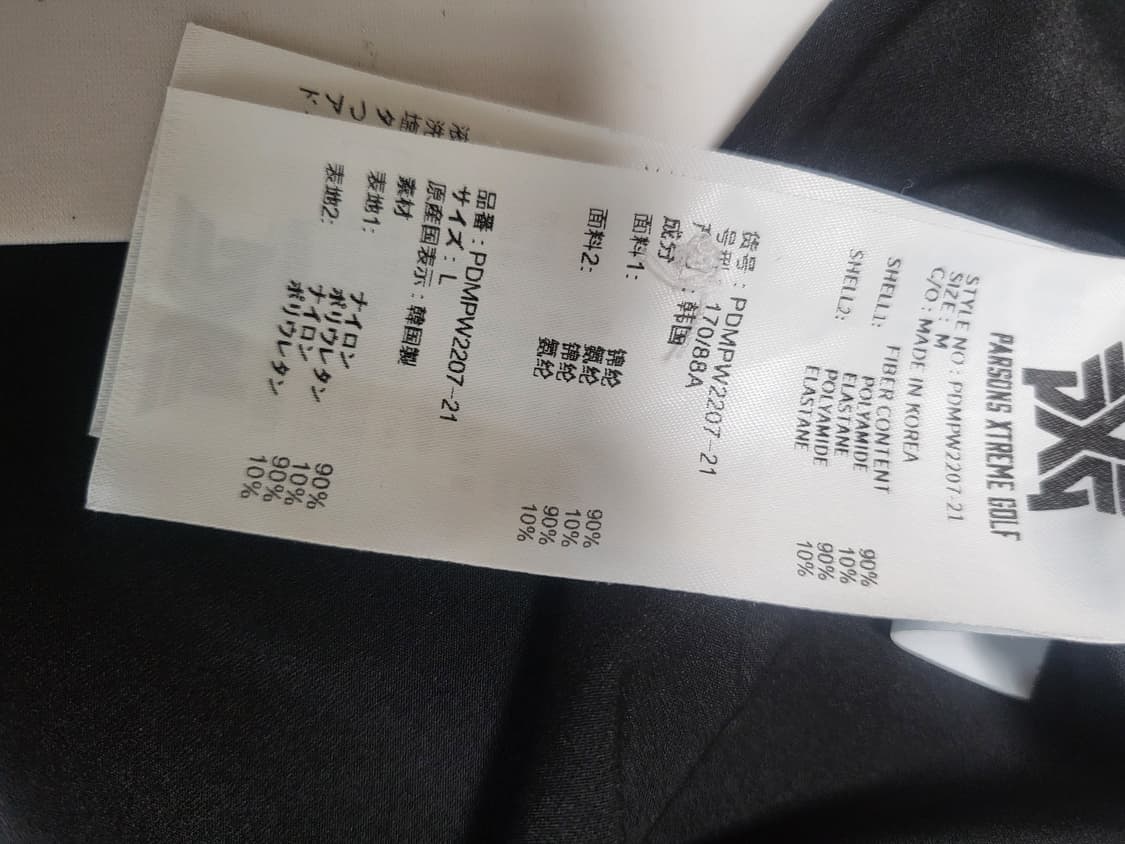 PXG
PARSONS XTREME GOLF
STYLE NO : PDMPW2207-21
SIZE : M
C/O : MADE IN KOREA
FIBER CONTENT
SHELL1: POLYAMIDE 90%
ELASTANE 10%
SHELL2: POLYAMIDE 90%
ELASTANE 10%
货号 : PDMPW2207-21
号型 : 170/88A
: 韩国
成分
面料1: 锦纶 90%
氨纶 10%
面料2: 锦纶 90%
氨纶 10%
品番 : PDMPW2207-21
サイズ : L
原産国表示 : 韓国製
素材
表地1: ナイロン 90%
ポリウレタン 10%
表地2: ナイロン 90%
ポリウレタン 10%